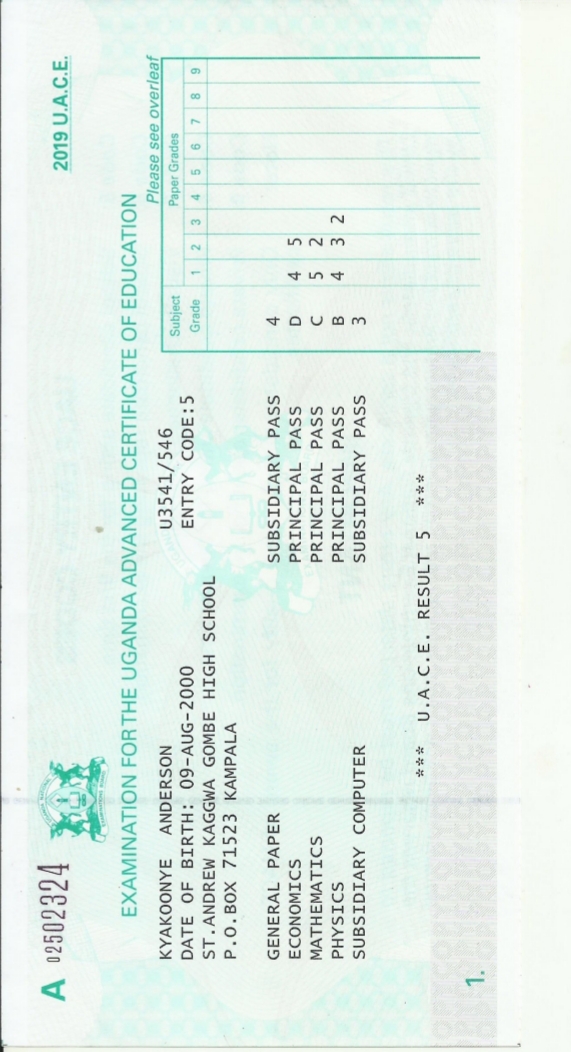 A 02502324
2019 U.A.C.E.
EXAMINATION FOR THE UGANDA ADVANCED CERTIFICATE OF EDUCATION
Please see overleaf
KYAKOONYE ANDERSON U3541/546
DATE OF BIRTH: 09-AUG-2000 ENTRY CODE:5
ST.ANDREW KAGGWA GOMBE HIGH SCHOOL
P.O.BOX 71523 KAMPALA
Subject Paper Grades
Grade 1 2 3 4 5 6 7 8 9
GENERAL PAPER SUBSIDIARY PASS 4
ECONOMICS PRINCIPAL PASS D 4 5
MATHEMATICS PRINCIPAL PASS C 5 2
PHYSICS PRINCIPAL PASS B 4 3 2
SUBSIDIARY COMPUTER SUBSIDIARY PASS 3
*** U.A.C.E. RESULT 5 ***
1.